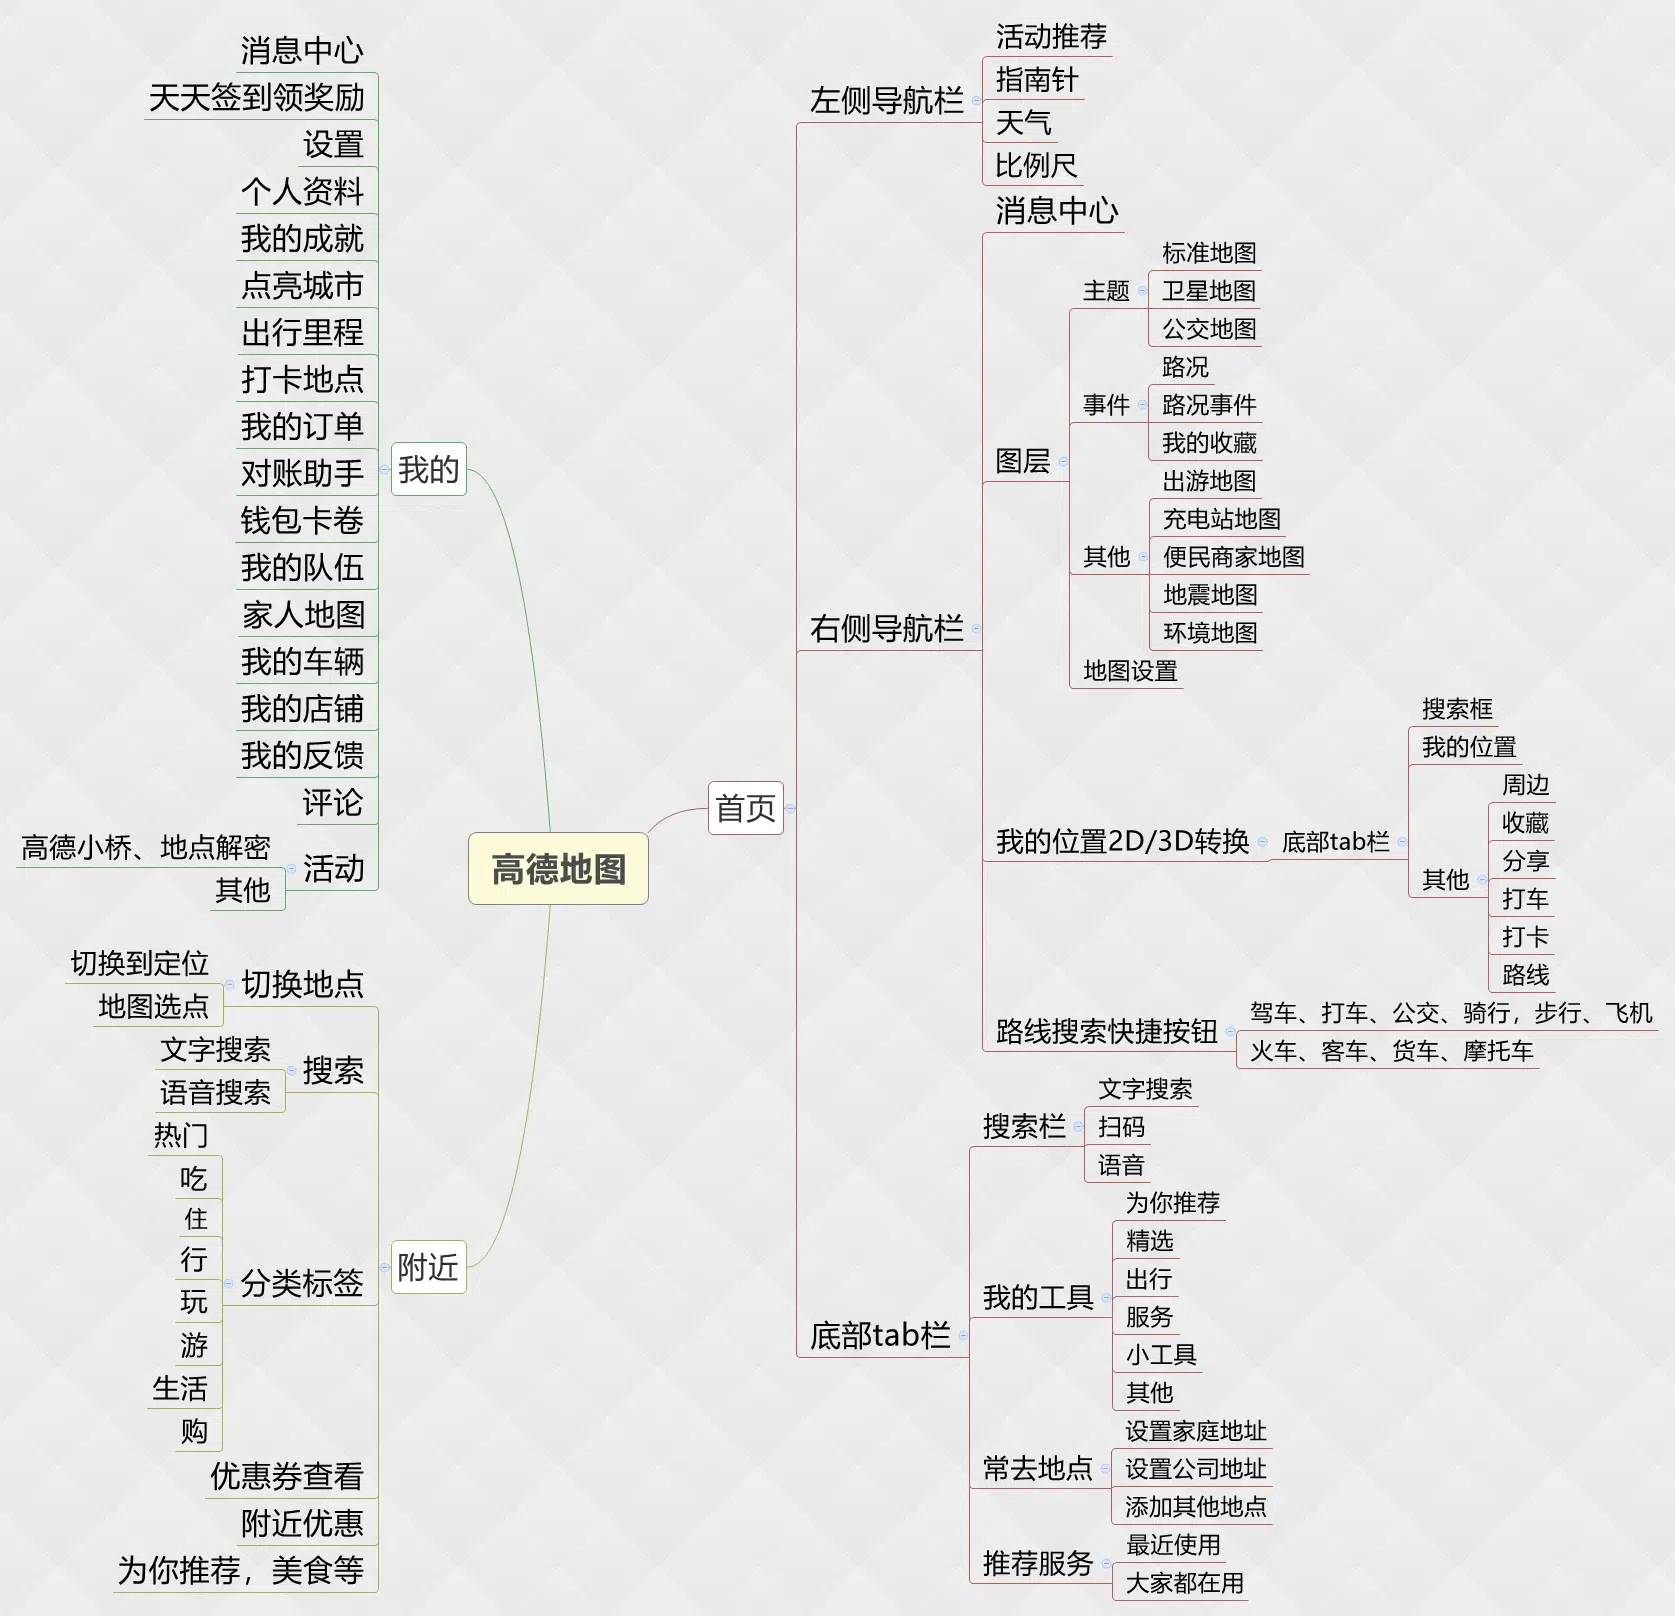 高德地图
首页
左侧导航栏
活动推荐
指南针
天气
比例尺
右侧导航栏
消息中心
图层
主题
标准地图
卫星地图
公交地图
事件
路况
路况事件
我的收藏
其他
出游地图
充电站地图
便民商家地图
地震地图
环境地图
地图设置
我的位置2D/3D转换
底部tab栏
搜索框
我的位置
其他
周边
收藏
分享
打车
打卡
路线
路线搜索快捷按钮
驾车、打车、公交、骑行，步行、飞机
火车、客车、货车、摩托车
底部tab栏
搜索栏
文字搜索
扫码
语音
我的工具
为你推荐
精选
出行
服务
小工具
其他
常去地点
设置家庭地址
设置公司地址
添加其他地点
推荐服务
最近使用
大家都在用
我的
消息中心
天天签到领奖励
设置
个人资料
我的成就
点亮城市
出行里程
打卡地点
我的订单
对账助手
钱包卡卷
我的队伍
家人地图
我的车辆
我的店铺
我的反馈
评论
活动
高德小桥、地点解密
其他
附近
切换地点
切换到定位
地图选点
搜索
文字搜索
语音搜索
分类标签
热门
吃
住
行
玩
游
生活
购
优惠券查看
附近优惠
为你推荐，美食等